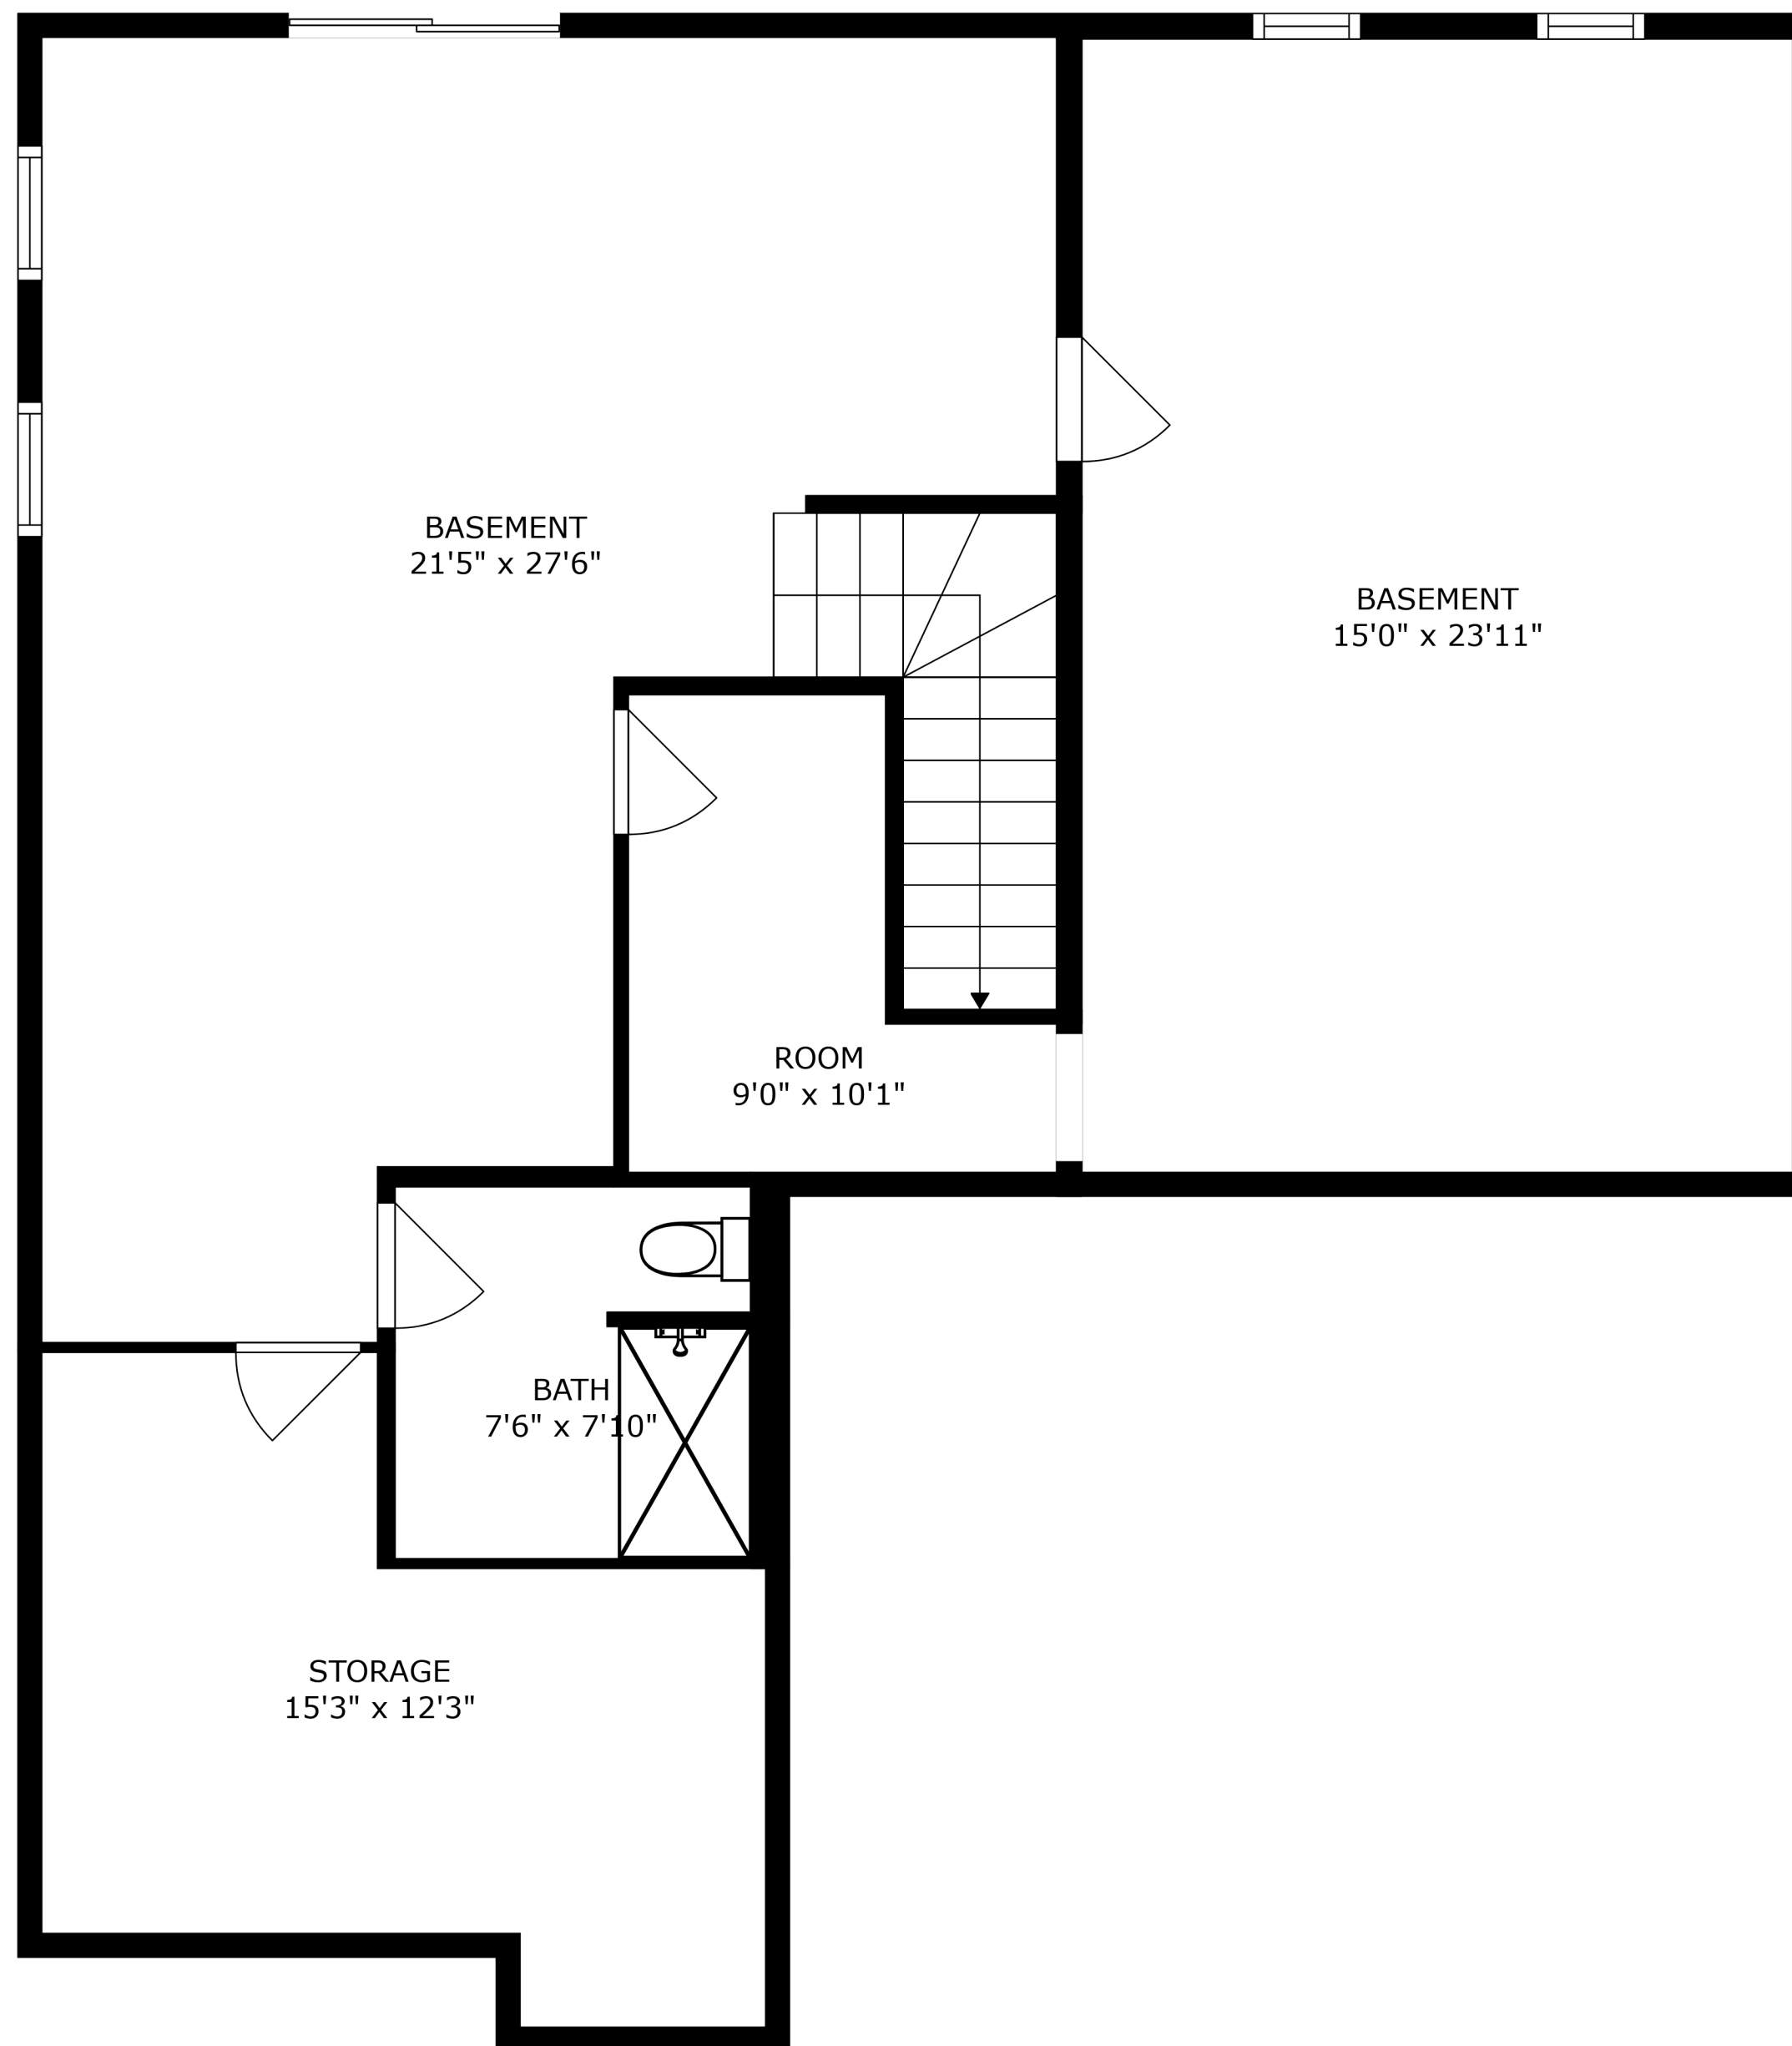 BASEMENT
21'5" x 27'6"
BASEMENT
15'0" x 23'11"
ROOM
9'0" x 10'1"
BATH
7'6" x 7'10"
STORAGE
15'3" x 12'3"